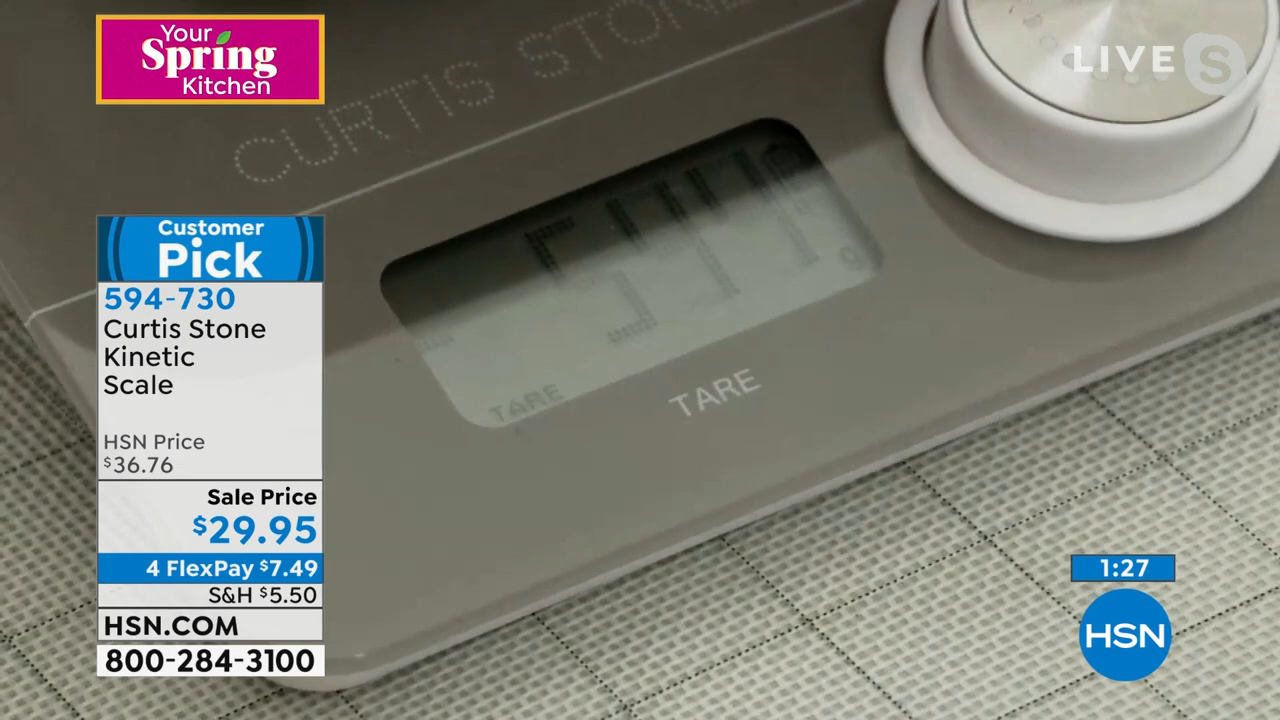 Your
Spring
Kitchen
CURTIS STONE
LIVE S
Customer
Pick
594-730
Curtis Stone
Kinetic
Scale
HSN Price
$36.76
Sale Price
$29.95
4 FlexPay $7.49
S&H $5.50
HSN.COM
800-284-3100
TARE
TARE
1:27
HSN